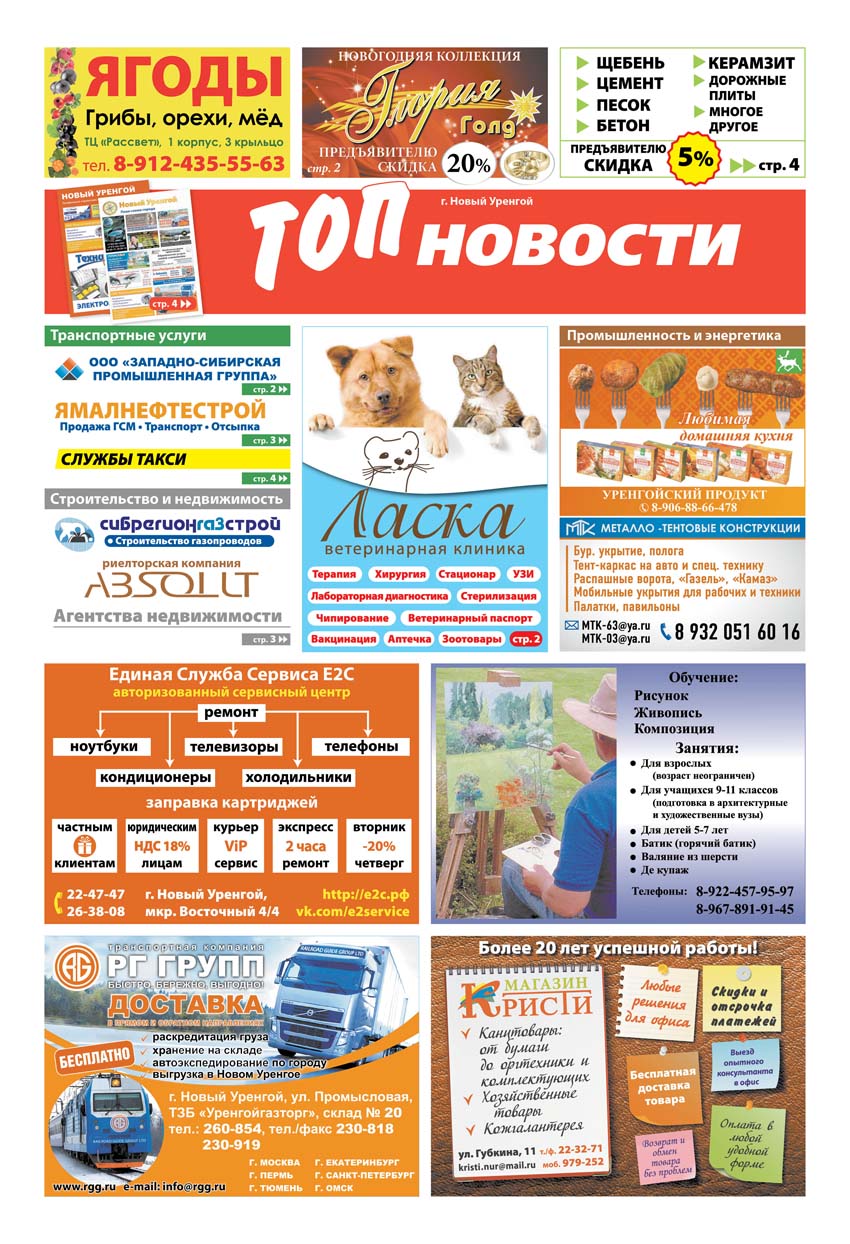 ЯГОДЫ
Грибы, орехи, мёд
ТЦ «Рассвет», 1 корпус, 3 крыльцо
тел. 8-912-435-55-63
НОВОГОДНЯЯ КОЛЛЕКЦИЯ
Глория
Голд
ПРЕДЪЯВИТЕЛЮ
СКИДКА 20%
стр. 2
ЩЕБЕНЬ
ЦЕМЕНТ
ПЕСОК
БЕТОН
КЕРАМЗИТ
ДОРОЖНЫЕ
ПЛИТЫ
МНОГОЕ
ДРУГОЕ
ПРЕДЪЯВИТЕЛЮ
СКИДКА
5%
стр. 4
НОВЫЙ УРЕНГОЙ
Новый Уренгой
стр. 4
г. Новый Уренгой
ТОП НОВОСТИ
Транспортные услуги
ООО «ЗАПАДНО-СИБИРСКАЯ
ПРОМЫШЛЕННАЯ ГРУППА»
стр. 2
ЯМАЛНЕФТЕСТРОЙ
Продажа ГСМ • Транспорт • Отсыпка
стр. 3
СЛУЖБЫ ТАКСИ
стр. 4
Строительство и недвижимость
сибрегионгазстрой
• Строительство газопроводов
риелторская компания
ABSOLUT
Агентства недвижимости
стр. 3
Ласка
ветеринарная клиника
Терапия Хирургия Стационар УЗИ
Лабораторная диагностика Стерилизация
Чипирование Ветеринарный паспорт
Вакцинация Аптечка Зоотовары стр. 2
Промышленность и энергетика
Любимая
домашняя кухня
УРЕНГОЙСКИЙ ПРОДУКТ
8-906-88-66-478
МТК МЕТАЛЛО -ТЕНТОВЫЕ КОНСТРУКЦИИ
Бур. укрытие, полога
Тент-каркас на авто и спец. технику
Распашные ворота, «Газель», «Камаз»
Мобильные укрытия для рабочих и техники
Палатки, павильоны
MTK-63@ya.ru
MTK-03@ya.ru
8 932 051 60 16
Единая Служба Сервиса Е2С
авторизованный сервисный центр
ремонт
ноутбуки телевизоры телефоны
кондиционеры холодильники
заправка картриджей
частным
клиентам
юридическим
НДС 18%
лицам
курьер
ViP
сервис
экспресс
2 часа
ремонт
вторник
-20%
четверг
22-47-47
26-38-08
г. Новый Уренгой,
мкр. Восточный 4/4
http://e2c.рф
vk.com/e2service
Обучение:
Рисунок
Живопись
Композиция
Занятия:
• Для взрослых
(возраст неограничен)
• Для учащихся 9-11 классов
(подготовка в архитектурные
и художественные вузы)
• Для детей 5-7 лет
• Батик (горячий батик)
• Валяние из шерсти
• Де купаж
Телефоны: 8-922-457-95-97
8-967-891-91-45
транспортная компания
РГ ГРУПП
БЫСТРО, БЕРЕЖНО, ВЫГОДНО!
ДОСТАВКА
В ПРЯМОМ И ОБРАТНОМ НАПРАВЛЕНИЯХ
RAILROAD GUIDE GROUP LTD
БЕСПЛАТНО
раскредитация груза
хранение на складе
автоэкспедирование по городу
выгрузка в Новом Уренгое
г. Новый Уренгой, ул. Промысловая,
ТЗБ «Уренгойгазторг», склад № 20
тел.: 260-854, тел./факс 230-818
230-919
Г. МОСКВА Г. ЕКАТЕРИНБУРГ
Г. ПЕРМЬ Г. САНКТ-ПЕТЕРБУРГ
Г. ТЮМЕНЬ Г. ОМСК
www.rgg.ru e-mail: info@rgg.ru
Более 20 лет успешной работы!
МАГАЗИН
Кристи
Канцтовары:
от бумаги
до оргтехники и
комплектующих
Хозяйственные
товары
Кожгалантерея
ул. Губкина, 11 т./ф. 22-32-71
kristi.nur@mail.ru моб. 979-252
Любые
решения
для офиса
Скидки и
отсрочка
платежей
Бесплатная
доставка
товара
Выезд
опытного
консультанта
в офис
Возврат и
обмен
товара
без проблем
Оплата в
любой
удобной
форме